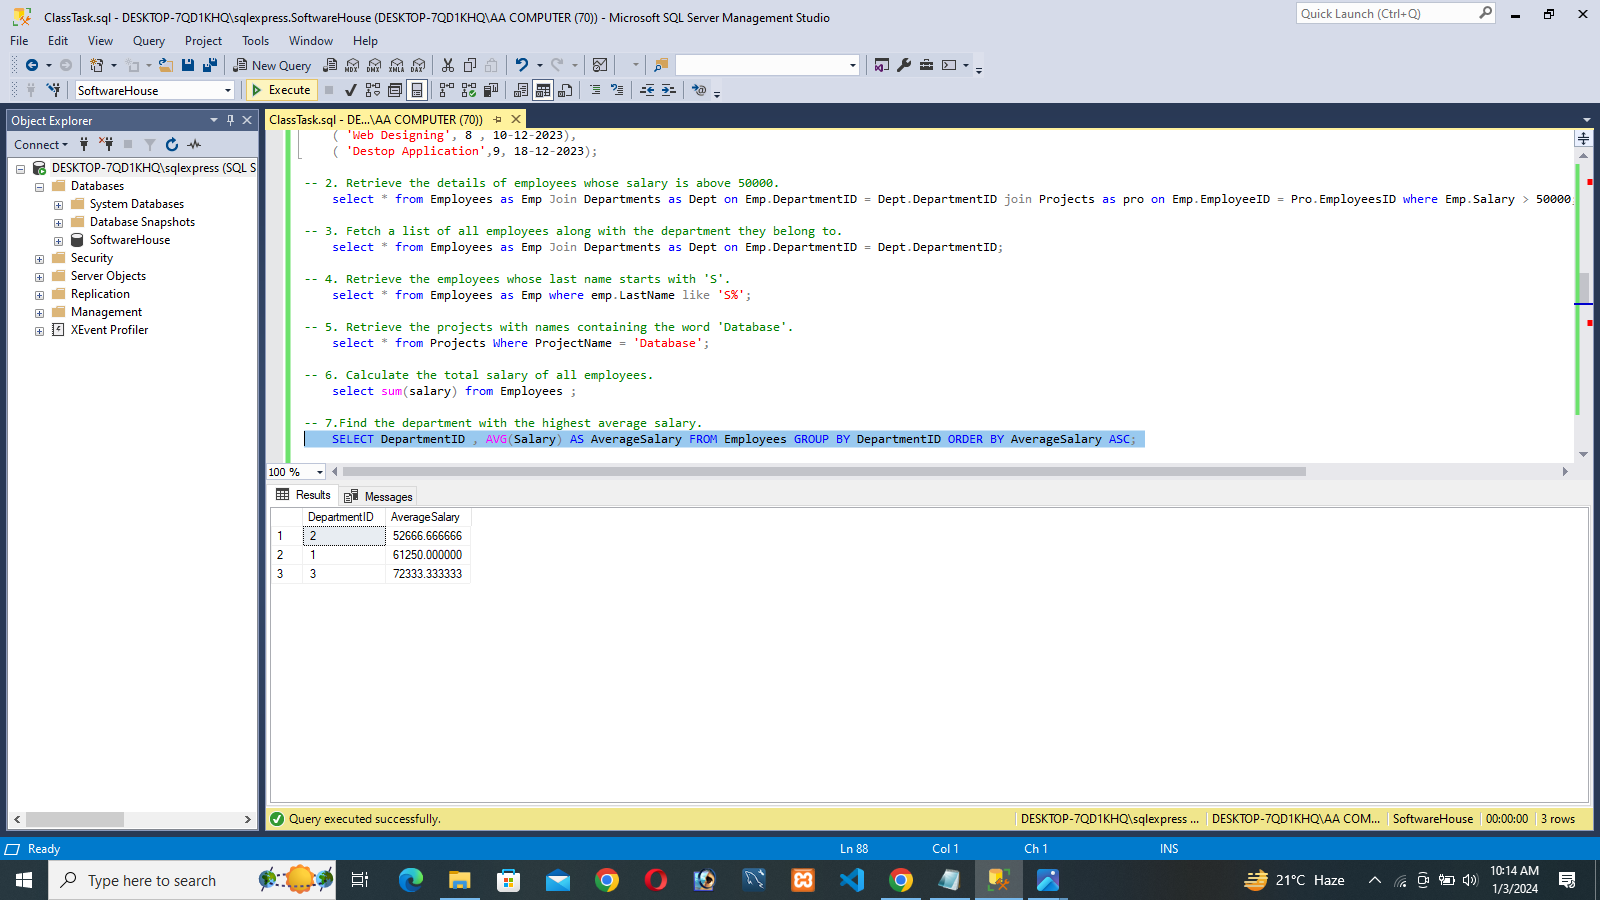 ClassTask.sql - DESKTOP-7QD1KHQ\sqlexpress.SoftwareHouse (DESKTOP-7QD1KHQ\AA COMPUTER (70)) - Microsoft SQL Server Management Studio
Quick Launch (Ctrl+Q)
File Edit View Query Project Tools Window Help
New Query MDX DMX XMLA DAX
SoftwareHouse Execute
Object Explorer
Connect
DESKTOP-7QD1KHQ\sqlexpress (SQL S
Databases
System Databases
Database Snapshots
SoftwareHouse
Security
Server Objects
Replication
Management
XEvent Profiler
ClassTask.sql - DE...\AA COMPUTER (70))
( 'Web Designing', 8 , 10-12-2023),
( 'Destop Application',9, 18-12-2023);
-- 2. Retrieve the details of employees whose salary is above 50000.
select * from Employees as Emp Join Departments as Dept on Emp.DepartmentID = Dept.DepartmentID join Projects as pro on Emp.EmployeeID = Pro.EmployeesID where Emp.Salary > 50000;
-- 3. Fetch a list of all employees along with the department they belong to.
select * from Employees as Emp Join Departments as Dept on Emp.DepartmentID = Dept.DepartmentID;
-- 4. Retrieve the employees whose last name starts with 'S'.
select * from Employees as Emp where emp.LastName like 'S%';
-- 5. Retrieve the projects with names containing the word 'Database'.
select * from Projects Where ProjectName = 'Database';
-- 6. Calculate the total salary of all employees.
select sum(salary) from Employees ;
-- 7.Find the department with the highest average salary.
SELECT DepartmentID , AVG(Salary) AS AverageSalary FROM Employees GROUP BY DepartmentID ORDER BY AverageSalary ASC;
100 %
Results Messages
DepartmentID AverageSalary
1 2 52666.666666
2 1 61250.000000
3 3 72333.333333
Query executed successfully.
DESKTOP-7QD1KHQ\sqlexpress ... DESKTOP-7QD1KHQ\AA COM... SoftwareHouse 00:00:00 3 rows
Ready Ln 88 Col 1 Ch 1 INS
Type here to search
21°C Haze
10:14 AM
1/3/2024